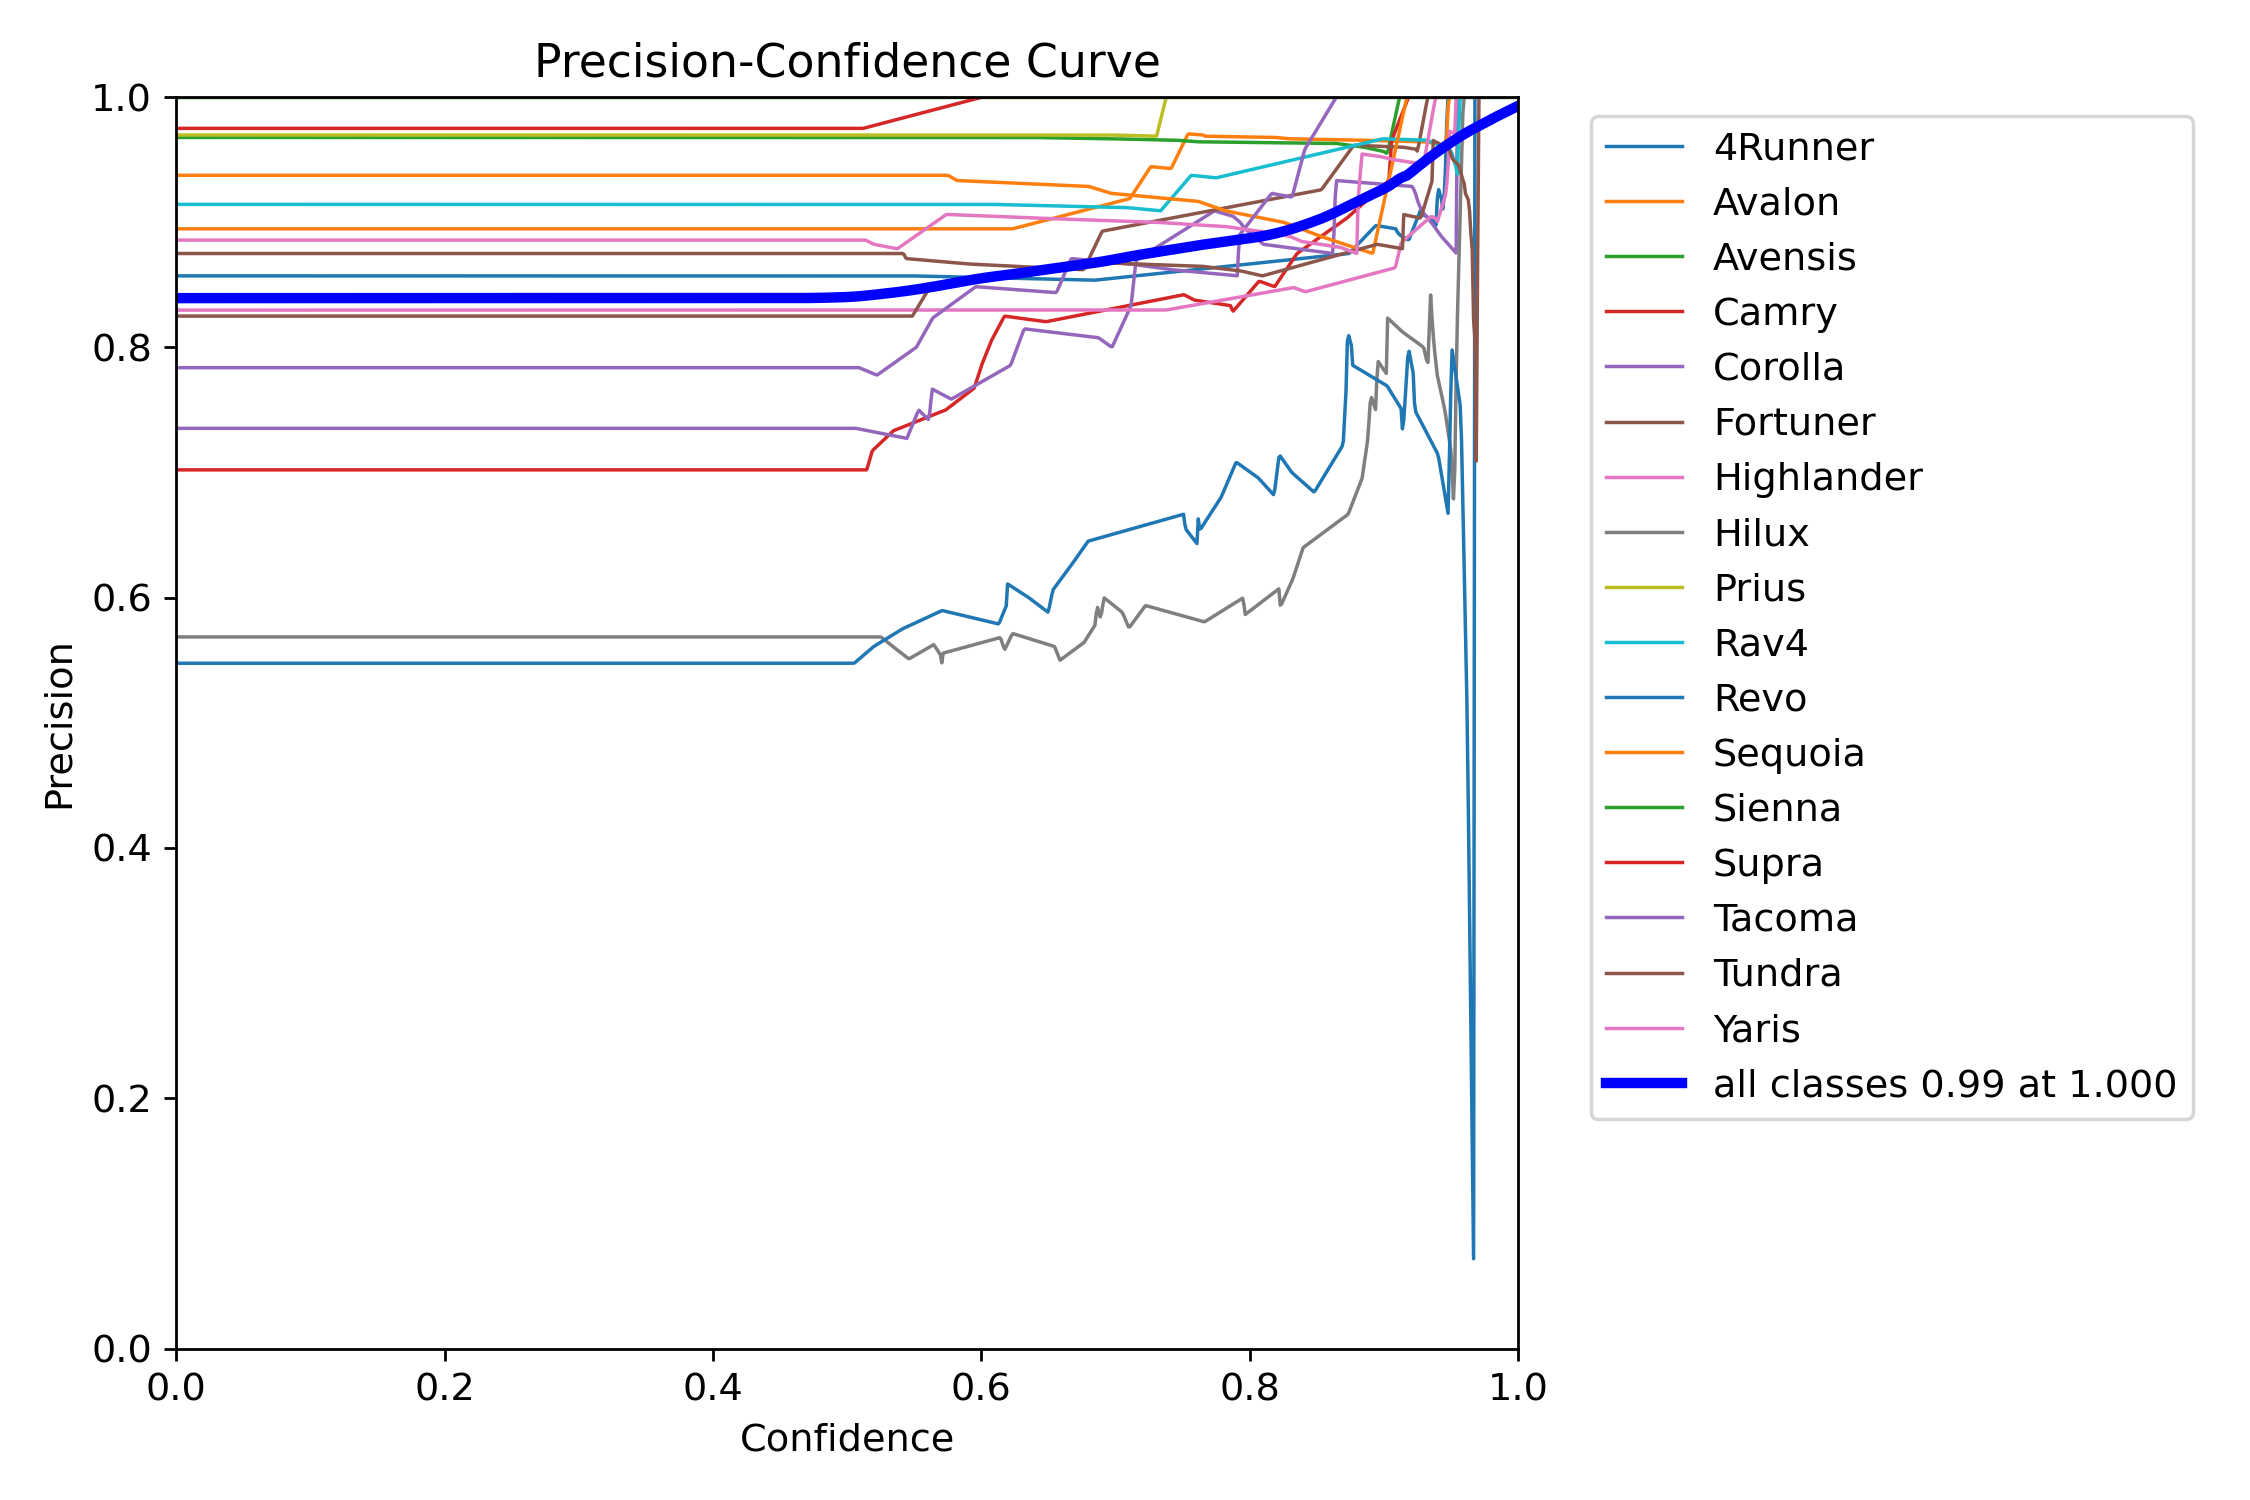 Precision-Confidence Curve
1.0
0.8
0.6
0.4
0.2
0.0
Precision
0.0 0.2 0.4 0.6 0.8 1.0
Confidence
4Runner
Avalon
Avensis
Camry
Corolla
Fortuner
Highlander
Hilux
Prius
Rav4
Revo
Sequoia
Sienna
Supra
Tacoma
Tundra
Yaris
all classes 0.99 at 1.000